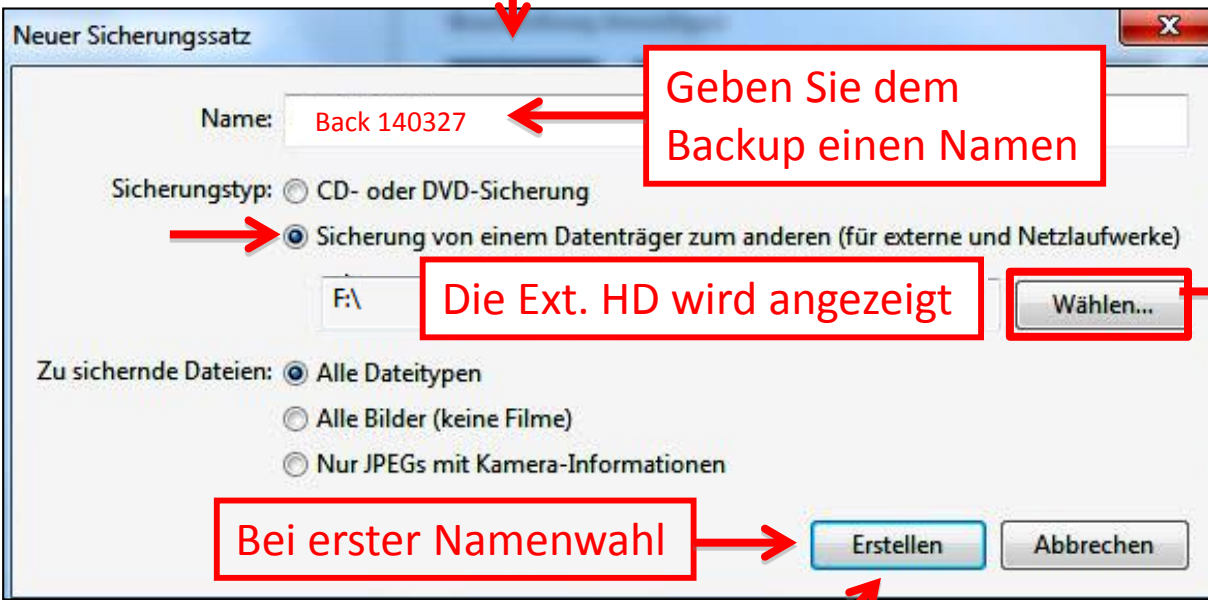 Neuer Sicherungssatz
x
Name: Back 140327
Geben Sie dem
Backup einen Namen
Sicherungstyp: CD- oder DVD-Sicherung
Sicherung von einem Datenträger zum anderen (für externe und Netzlaufwerke)
F:\ Die Ext. HD wird angezeigt Wählen...
Zu sichernde Dateien: Alle Dateitypen
Alle Bilder (keine Filme)
Nur JPEGs mit Kamera-Informationen
Bei erster Namenwahl Erstellen Abbrechen